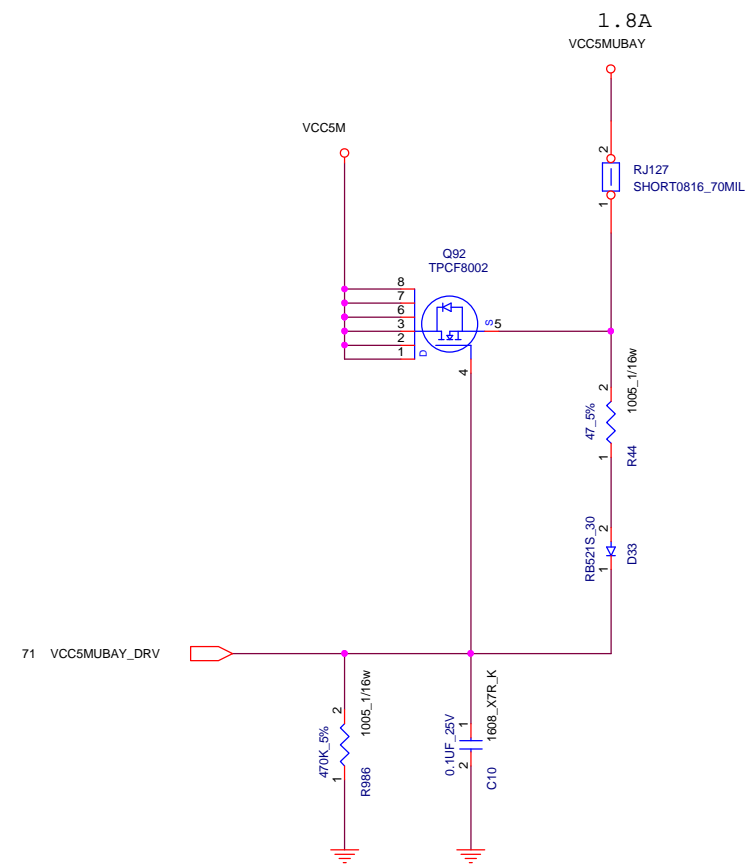 1.8A
VCC5MUBAY
VCC5M
2
RJ127
SHORT0816_70MIL
1
Q92
TPCF8002
8
7
6
3
2
1
D
S
5
4
2
1005_1/16w
47_5%
1
R44
2
RB521S_30
D33
1
71 VCC5MUBAY_DRV
2
1005_1/16w
470K_5%
1
R986
1
1608_X7R_K
0.1UF_25V
2
C10